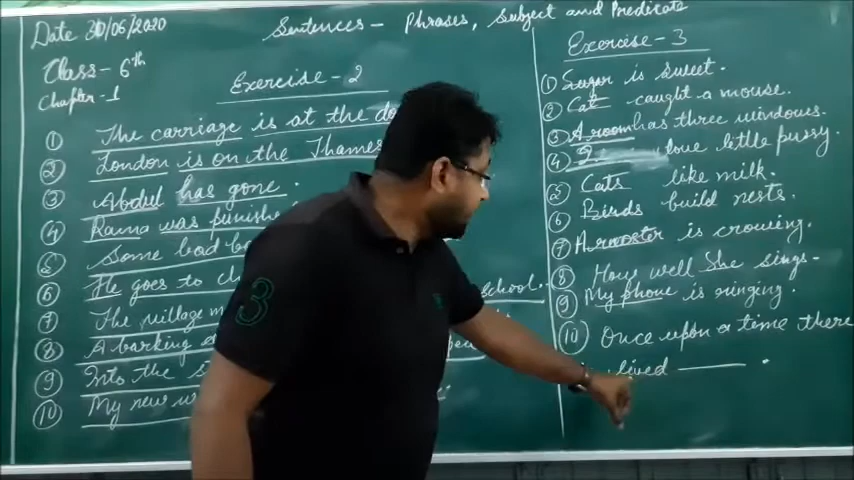 Date 30/06/2020
Sentences - Phrases, Subject and Predicate
Class - 6th
Chapter - 1
Exercise - 2
① The carriage is at the
② London is on the Thames
③ Abdul has gone.
④ Rama was punished
⑤ Some bad
⑥ He goes to
school.
⑦ The village
⑧ A barking
⑨ Into the
⑩ My new
Exercise - 3
① Sugar is sweet.
② Cat caught a mouse.
③ A room has three windows.
④ I love little pussy.
⑤ Cats like milk.
⑥ Birds build nests.
⑦ A rooster is crowing.
⑧ How well She sings.
⑨ My phone is ringing.
⑩ Once upon a time there
lived .
3